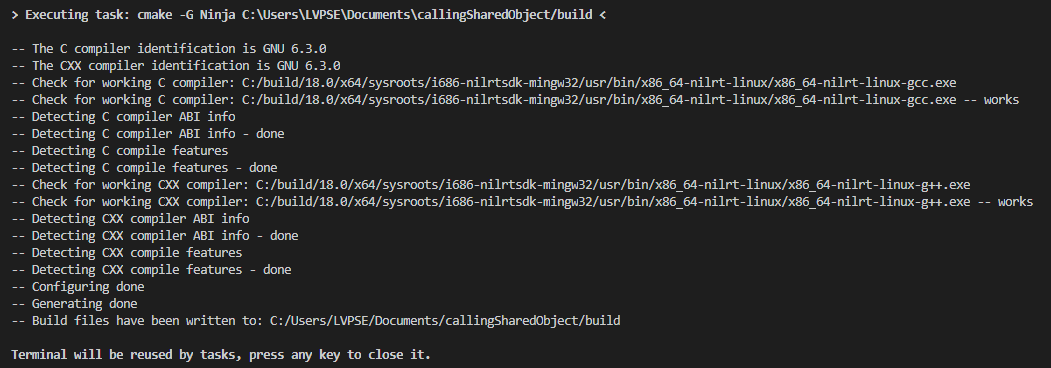 > Executing task: cmake -G Ninja C:\Users\LVPSE\Documents\callingSharedObject/build <
-- The C compiler identification is GNU 6.3.0
-- The CXX compiler identification is GNU 6.3.0
-- Check for working C compiler: C:/build/18.0/x64/sysroots/i686-nilrtsdk-mingw32/usr/bin/x86_64-nilrt-linux/x86_64-nilrt-linux-gcc.exe
-- Check for working C compiler: C:/build/18.0/x64/sysroots/i686-nilrtsdk-mingw32/usr/bin/x86_64-nilrt-linux/x86_64-nilrt-linux-gcc.exe -- works
-- Detecting C compiler ABI info
-- Detecting C compiler ABI info - done
-- Detecting C compile features
-- Detecting C compile features - done
-- Check for working CXX compiler: C:/build/18.0/x64/sysroots/i686-nilrtsdk-mingw32/usr/bin/x86_64-nilrt-linux/x86_64-nilrt-linux-g++.exe
-- Check for working CXX compiler: C:/build/18.0/x64/sysroots/i686-nilrtsdk-mingw32/usr/bin/x86_64-nilrt-linux/x86_64-nilrt-linux-g++.exe -- works
-- Detecting CXX compiler ABI info
-- Detecting CXX compiler ABI info - done
-- Detecting CXX compile features
-- Detecting CXX compile features - done
-- Configuring done
-- Generating done
-- Build files have been written to: C:/Users/LVPSE/Documents/callingSharedObject/build
Terminal will be reused by tasks, press any key to close it.